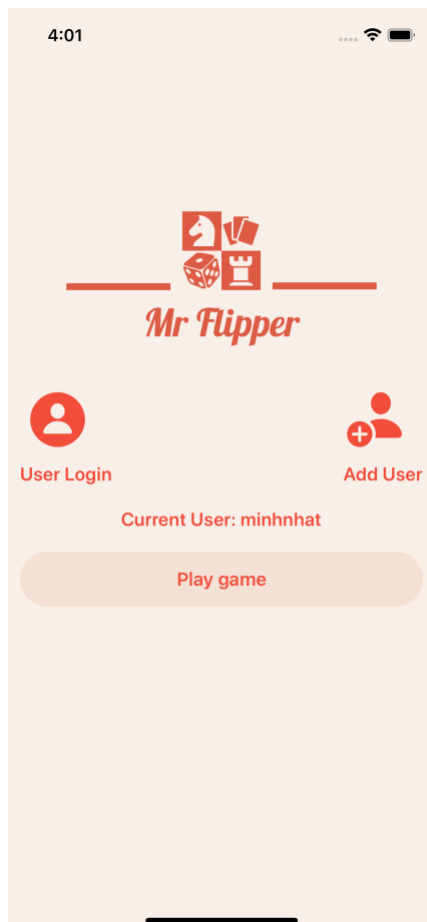 4:01
Mr Flipper
User Login
Add User
Current User: minhnhat
Play game